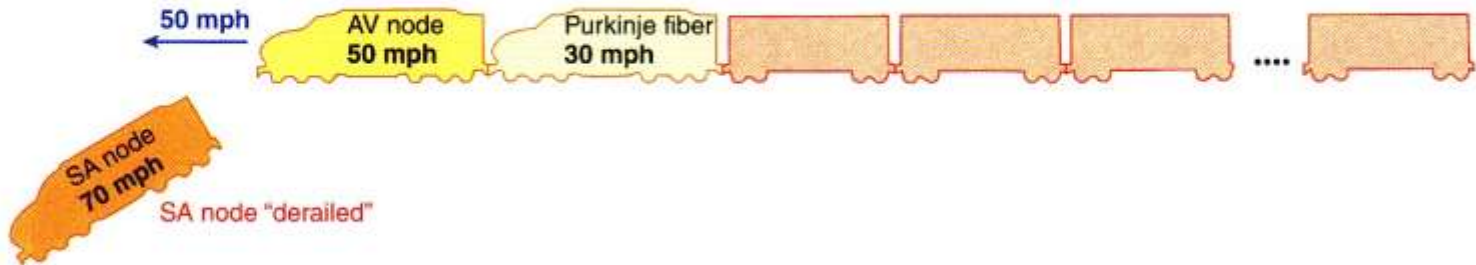 50 mph
AV node
50 mph
Purkinje fiber
30 mph
....
SA node
70 mph
SA node "derailed"